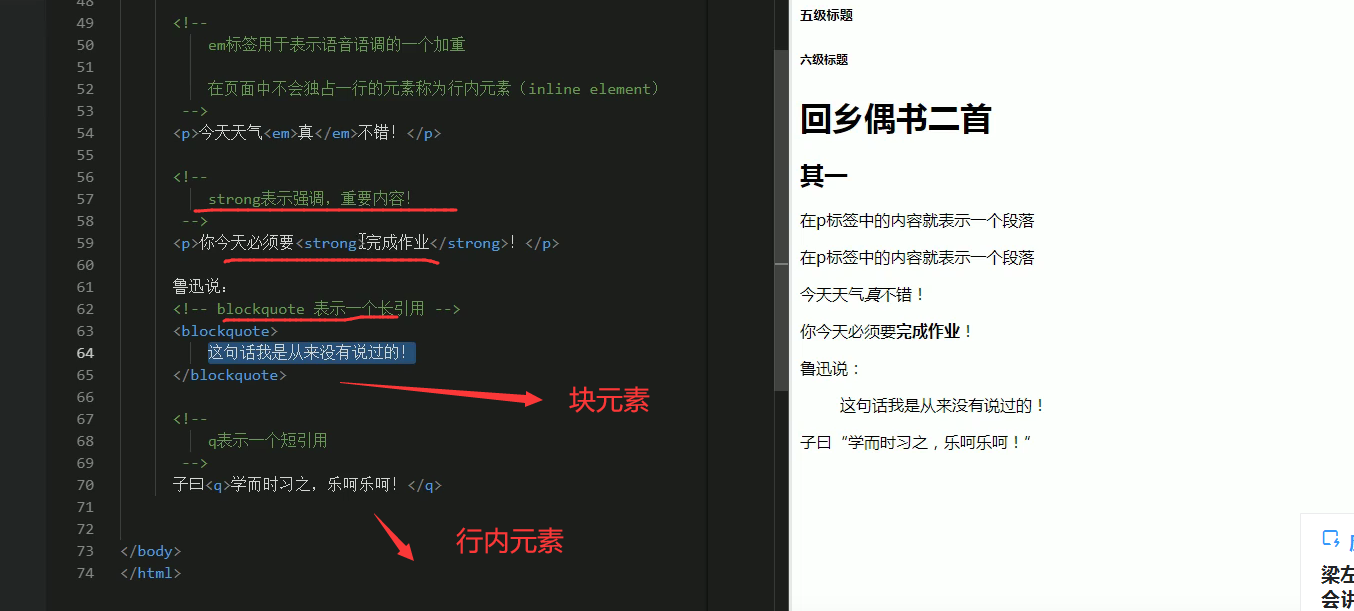 48
49 <!--
50 em标签用于表示语音语调的一个加重
51
52 在页面中不会独占一行的元素称为行内元素（inline element）
53 -->
54 <p>今天天气<em>真</em>不错！</p>
55
56 <!--
57 strong表示强调，重要内容！
58 -->
59 <p>你今天必须要<strong>完成作业</strong>！</p>
60
61 鲁迅说：
62 <!-- blockquote 表示一个长引用 -->
63 <blockquote>
64 这句话我是从来没有说过的！
65 </blockquote>
66
67 <!--
68 q表示一个短引用
69 -->
70 子曰<q>学而时习之，乐呵乐呵！</q>
71
72
73 </body>
74 </html>
块元素
行内元素
五级标题
六级标题
回乡偶书二首
其一
在p标签中的内容就表示一个段落
在p标签中的内容就表示一个段落
今天天气真不错！
你今天必须要完成作业！
鲁迅说：
这句话我是从来没有说过的！
子曰“学而时习之，乐呵乐呵！“
梁左
会讲